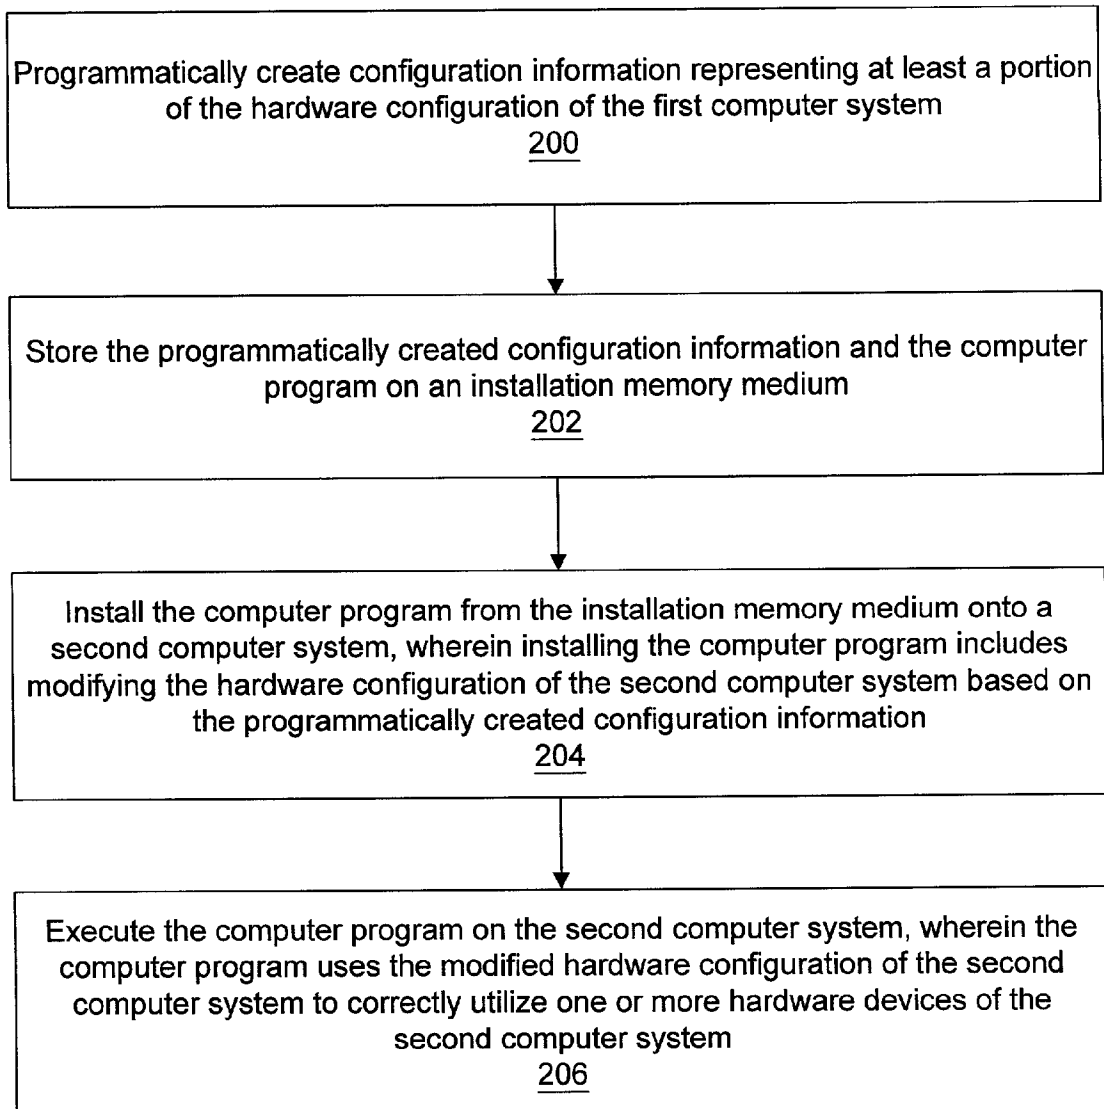 Programmatically create configuration information representing at least a portion
of the hardware configuration of the first computer system
200
Store the programmatically created configuration information and the computer
program on an installation memory medium
202
Install the computer program from the installation memory medium onto a
second computer system, wherein installing the computer program includes
modifying the hardware configuration of the second computer system based on
the programmatically created configuration information
204
Execute the computer program on the second computer system, wherein the
computer program uses the modified hardware configuration of the second
computer system to correctly utilize one or more hardware devices of the
second computer system
206